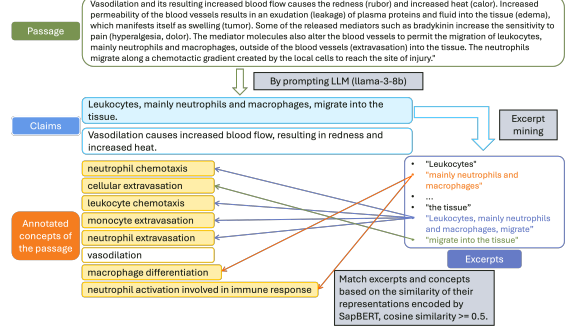 Vasodilation and its resulting increased blood flow causes the redness (rubor) and increased heat (calor). Increased
permeability of the blood vessels results in an exudation (leakage) of plasma proteins and fluid into the tissue (edema),
which manifests itself as swelling (tumor). Some of the released mediators such as bradykinin increase the sensitivity to
pain (hyperalgesia, dolor). The mediator molecules also alter the blood vessels to permit the migration of leukocytes,
mainly neutrophils and macrophages, outside of the blood vessels (extravasation) into the tissue. The neutrophils
migrate along a chemotactic gradient created by the local cells to reach the site of injury."
Passage
By prompting LLM (llama-3-8b)
Claims
Leukocytes, mainly neutrophils and macrophages, migrate into the
tissue.
Vasodilation causes increased blood flow, resulting in redness and
increased heat.
Excerpt
mining
Annotated
concepts of
the passage
neutrophil chemotaxis
cellular extravasation
leukocyte chemotaxis
monocyte extravasation
neutrophil extravasation
vasodilation
macrophage differentiation
neutrophil activation involved in immune response
• "Leukocytes"
• "mainly neutrophils and
macrophages"
• ...
• "the tissue"
• "Leukocytes, mainly neutrophils
and macrophages, migrate"
• "migrate into the tissue"
Excerpts
Match excerpts and concepts
based on the similarity of their
representations encoded by
SapBERT, cosine similarity >= 0.5.